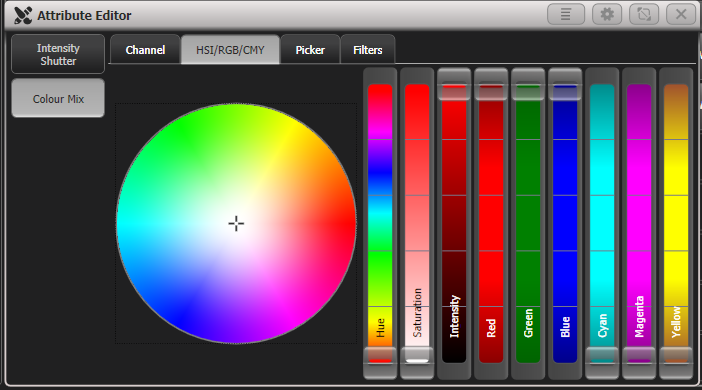 Attribute Editor
Intensity
Shutter
Channel
HSI/RGB/CMY
Picker
Filters
Colour Mix
Hue
Saturation
Intensity
Red
Green
Blue
Cyan
Magenta
Yellow